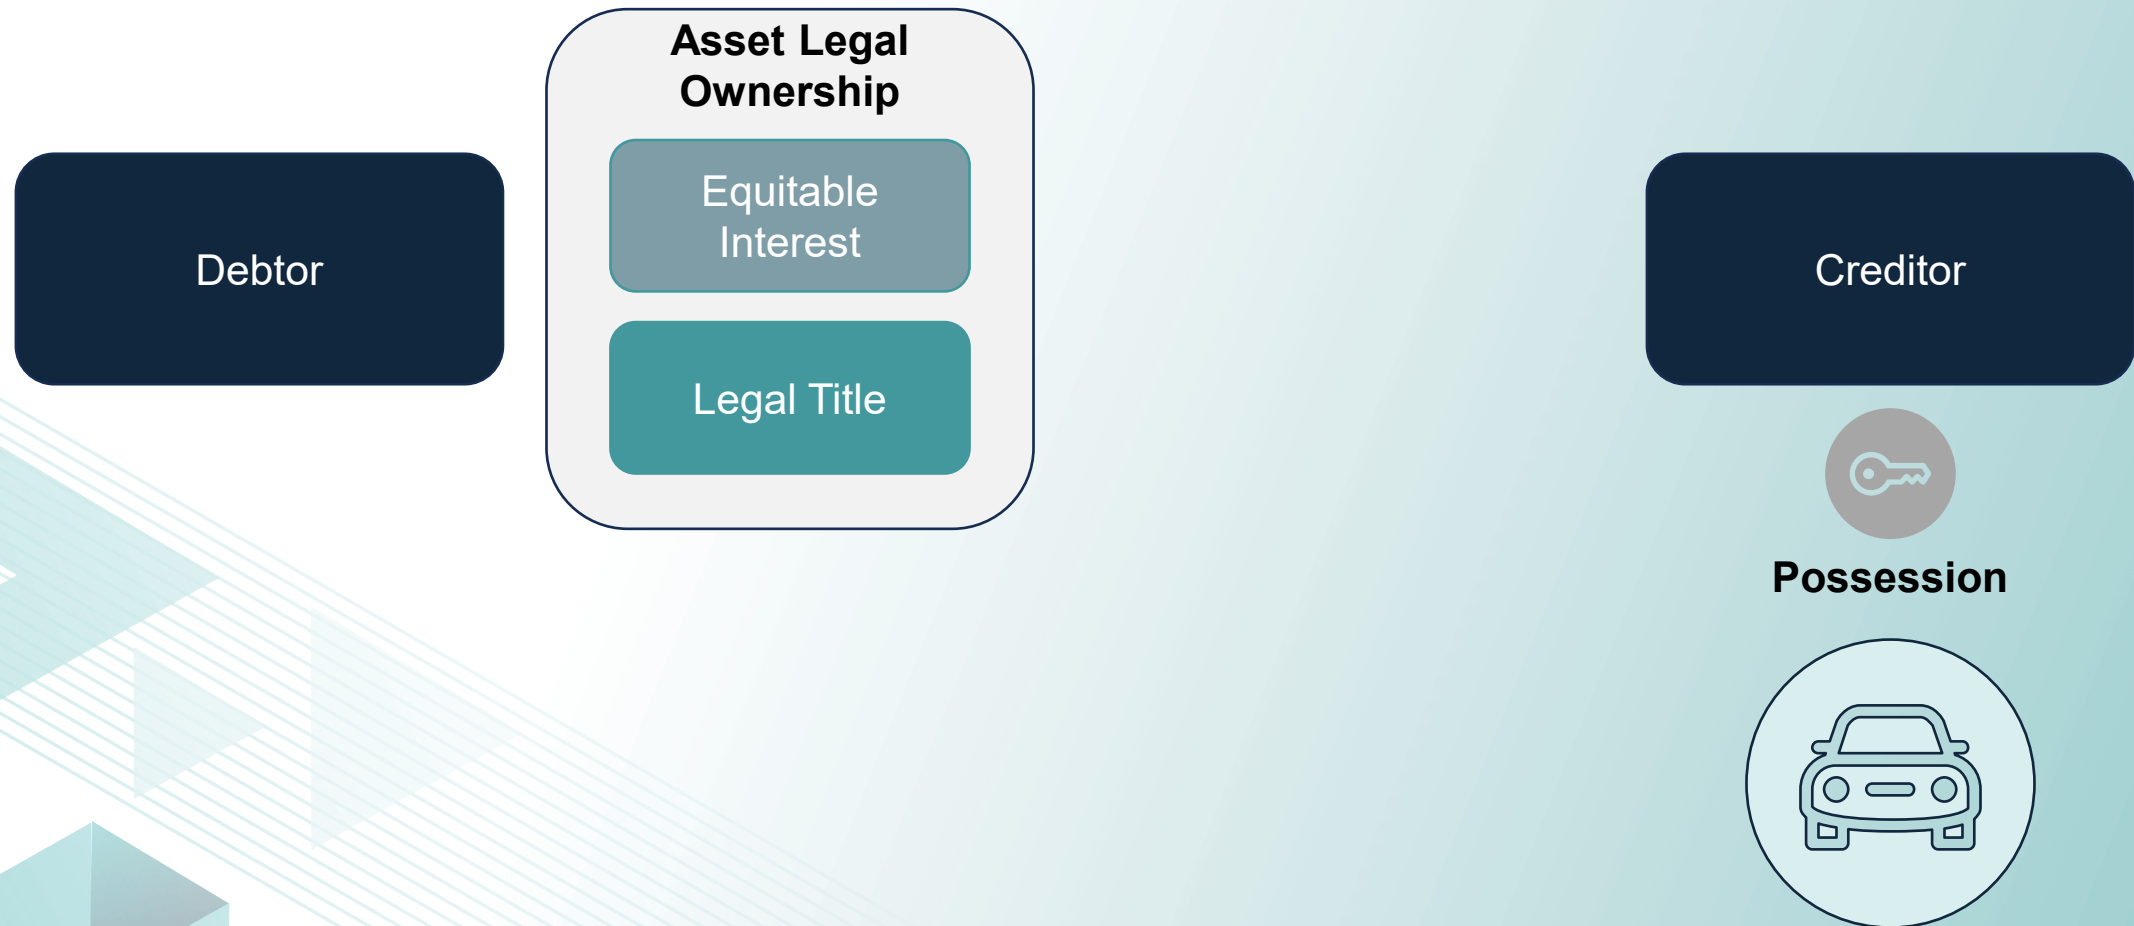 Asset Legal
Ownership
Equitable
Interest
Debtor
Legal Title
Creditor
Possession